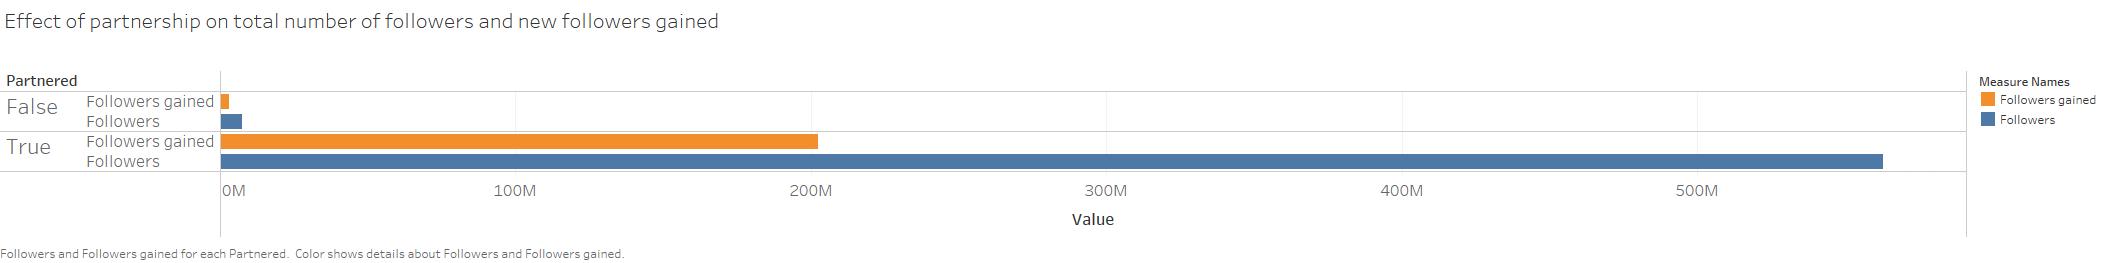 Effect of partnership on total number of followers and new followers gained
Partnered
Measure Names
False
Followers gained
Followers
True
Followers gained
Followers
Followers gained
Followers
0M 100M 200M 300M 400M 500M
Value
Followers and Followers gained for each Partnered. Color shows details about Followers and Followers gained.